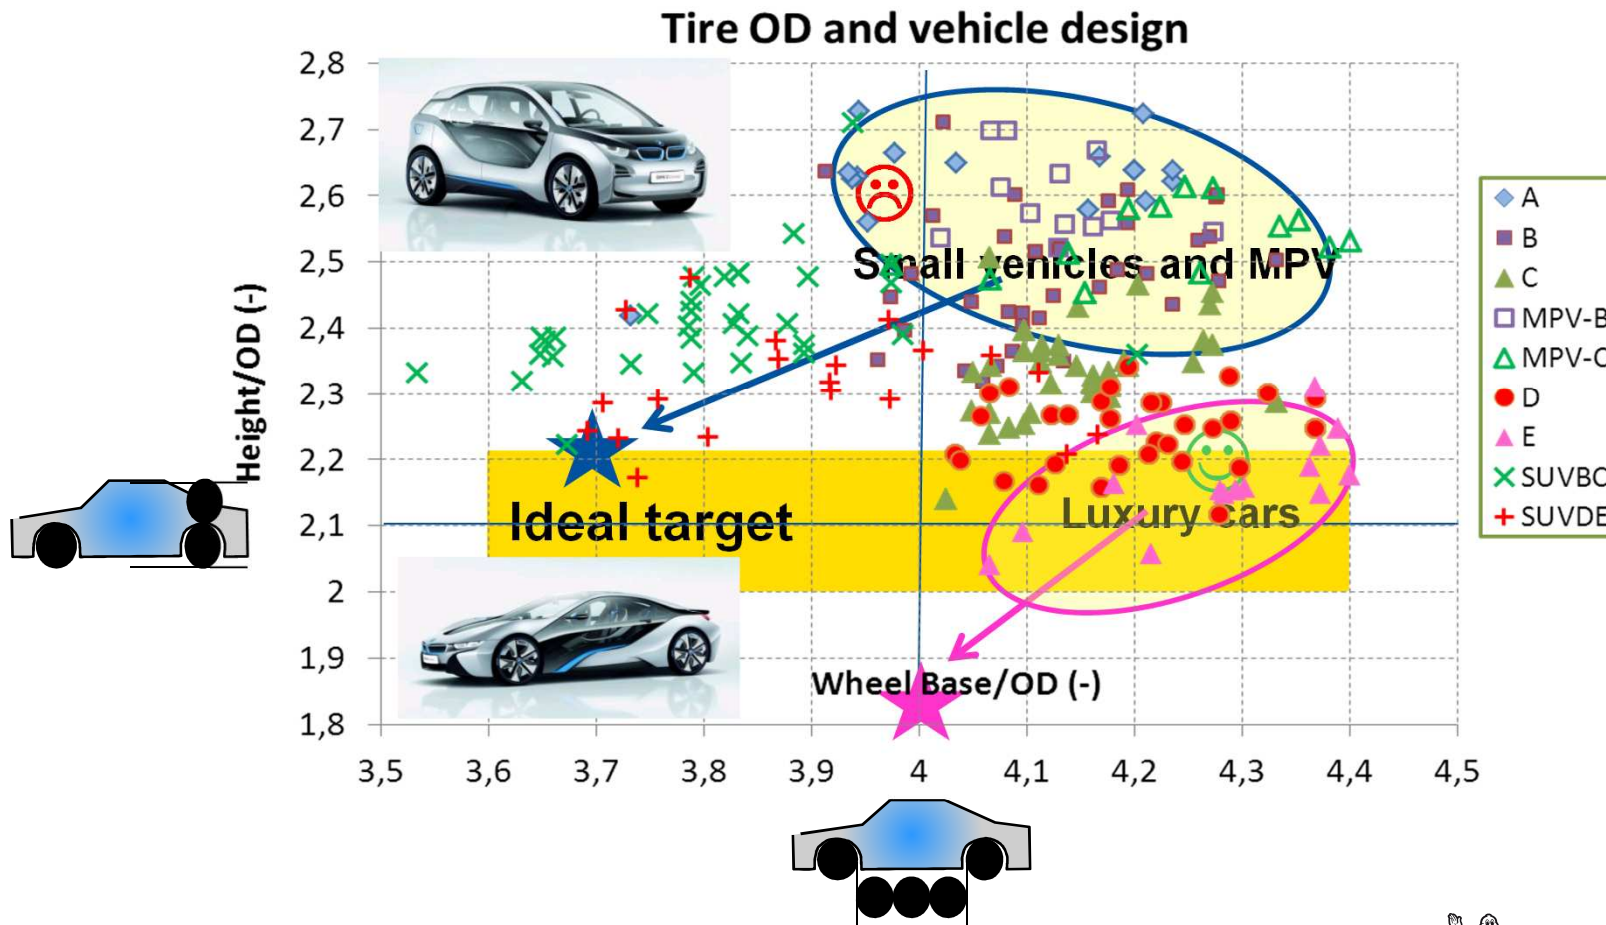 Tire OD and vehicle design
2,8
2,7
2,6
2,5
2,4
2,3
2,2
2,1
2
1,9
1,8
Height/OD (-)
Small vehicles and MPV
Ideal target
Luxury cars
Wheel Base/OD (-)
3,5 3,6 3,7 3,8 3,9 4 4,1 4,2 4,3 4,4 4,5
A
B
C
MPV-B
MPV-C
D
E
SUVBC
SUVDE